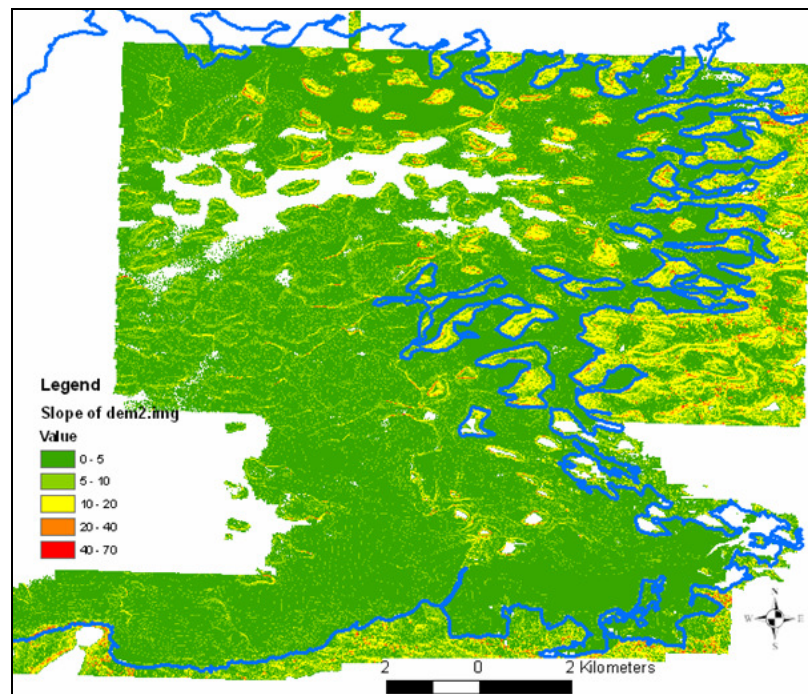 Legend
Slope of dem2.img
Value
0 - 5
5 - 10
10 - 20
20 - 40
40 - 70
N
W E
S
2 0 2 Kilometers